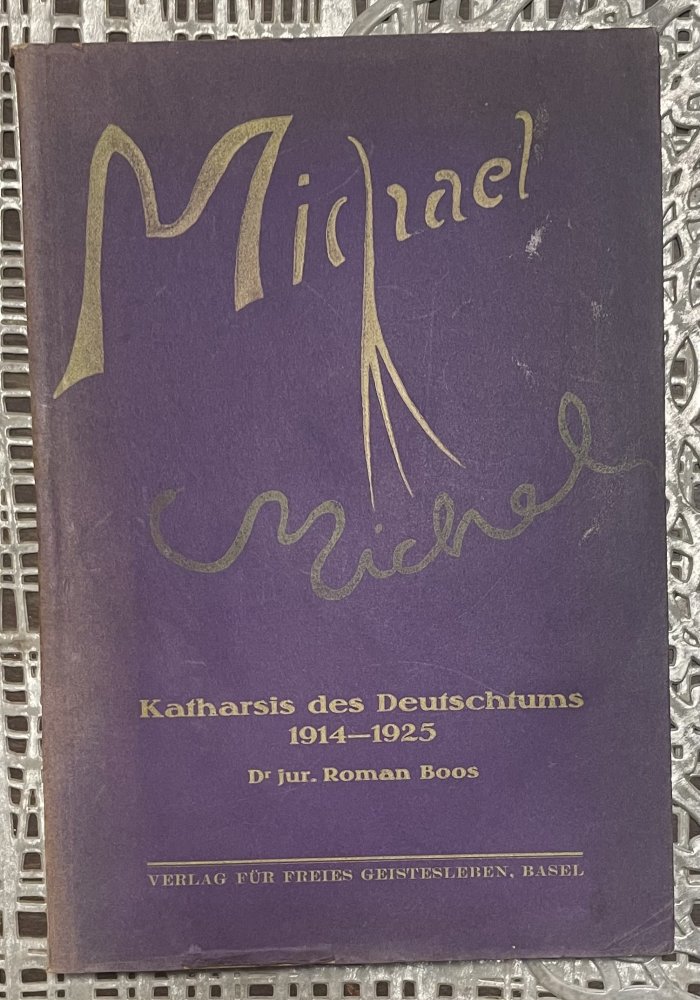 Michael
Michel
Katharsis des Deutschtums
1914—1925
Dr jur. Roman Boos
VERLAG FÜR FREIES GEISTESLEBEN, BASEL